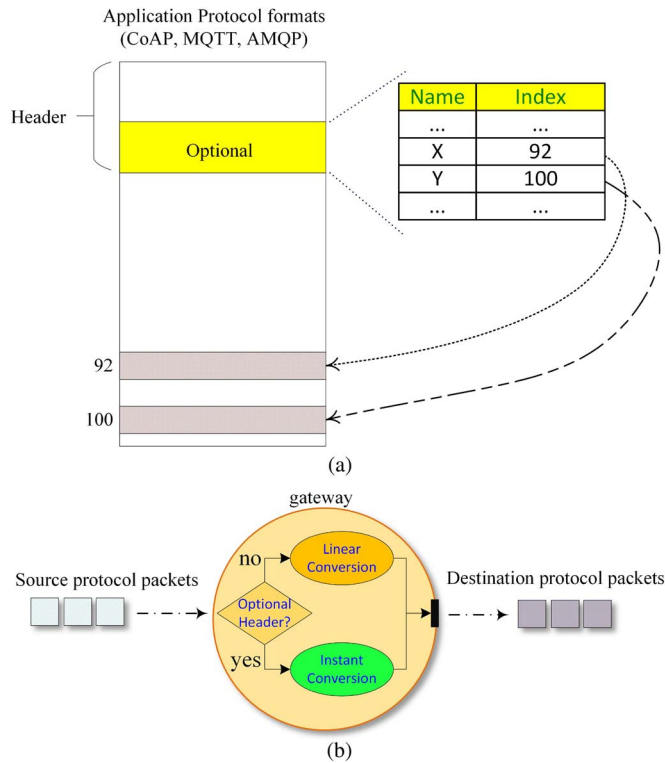 Application Protocol formats
(CoAP, MQTT, AMQP)
Header
Optional
Name Index
... ...
X 92
Y 100
... ...
92
100
(a)
gateway
Source protocol packets
no
Linear
Conversion
Optional
Header?
yes
Instant
Conversion
Destination protocol packets
(b)